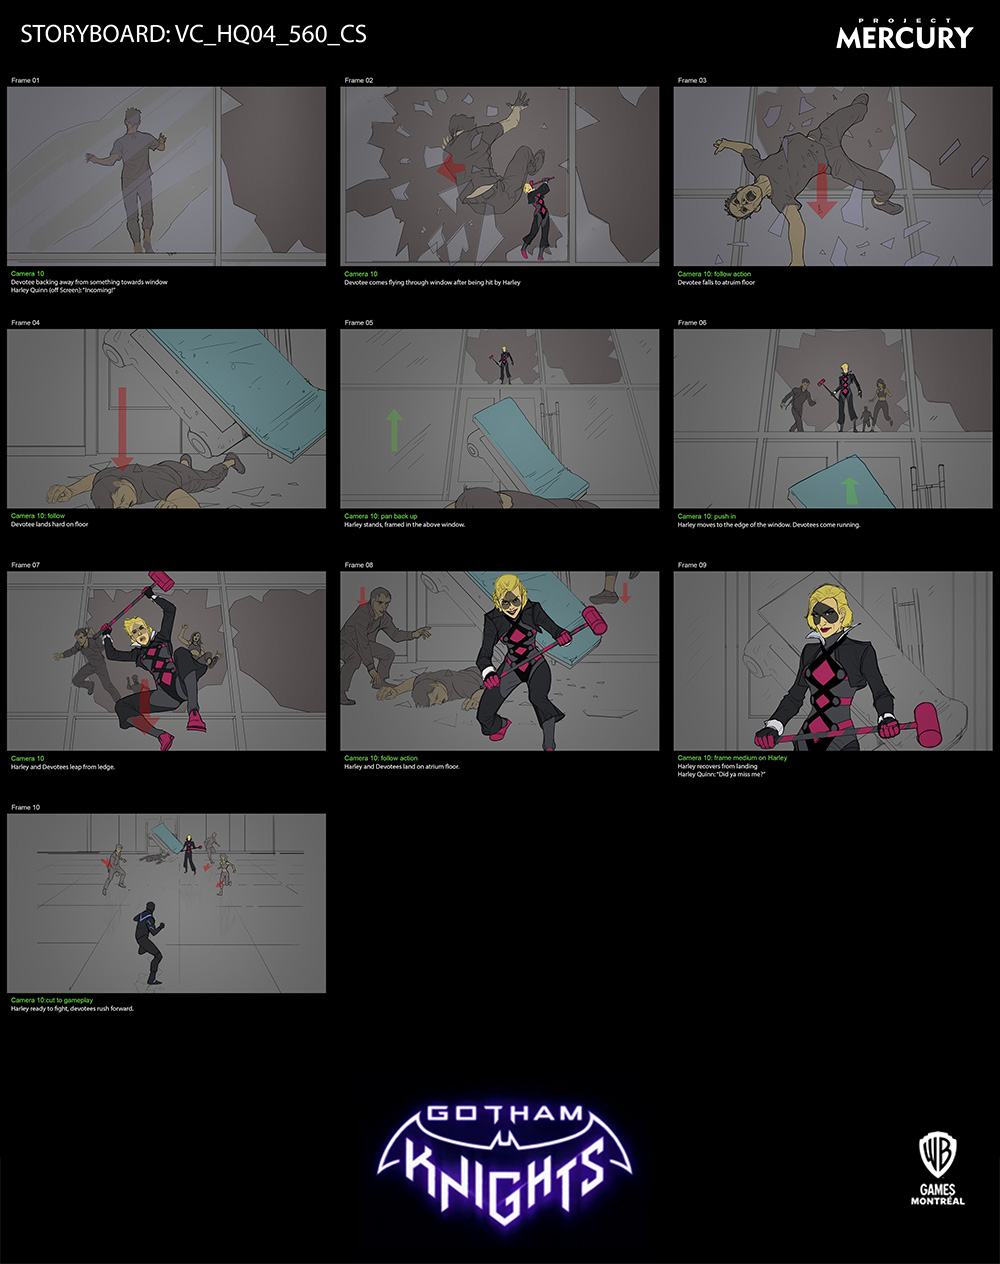 STORYBOARD: VC_HQ04_560_CS
PROJECT
MERCURY
Frame 01
Camera 10
Devotee backing away from something towards window
Harley Quinn (off Screen): "Incoming!"
Frame 02
Camera 10
Devotee comes flying through window after being hit by Harley
Frame 03
Camera 10: follow action
Devotee falls to atruim floor
Frame 04
Camera 10: follow
Devotee lands hard on floor
Frame 05
Camera 10: pan back up
Harley stands, framed in the above window.
Frame 06
Camera 10: push in
Harley moves to the edge of the window. Devotees come running.
Frame 07
Camera 10
Harley and Devotees leap from ledge.
Frame 08
Camera 10: follow action
Harley and Devotees land on atrium floor.
Frame 09
Camera 10: frame medium on Harley
Harley recovers from landing
Harley Quinn: "Did ya miss me?"
Frame 10
Camera 10:cut to gameplay
Harley ready to fight, devotees rush forward.
GOTHAM
KNIGHTS
WB
GAMES
MONTRÉAL